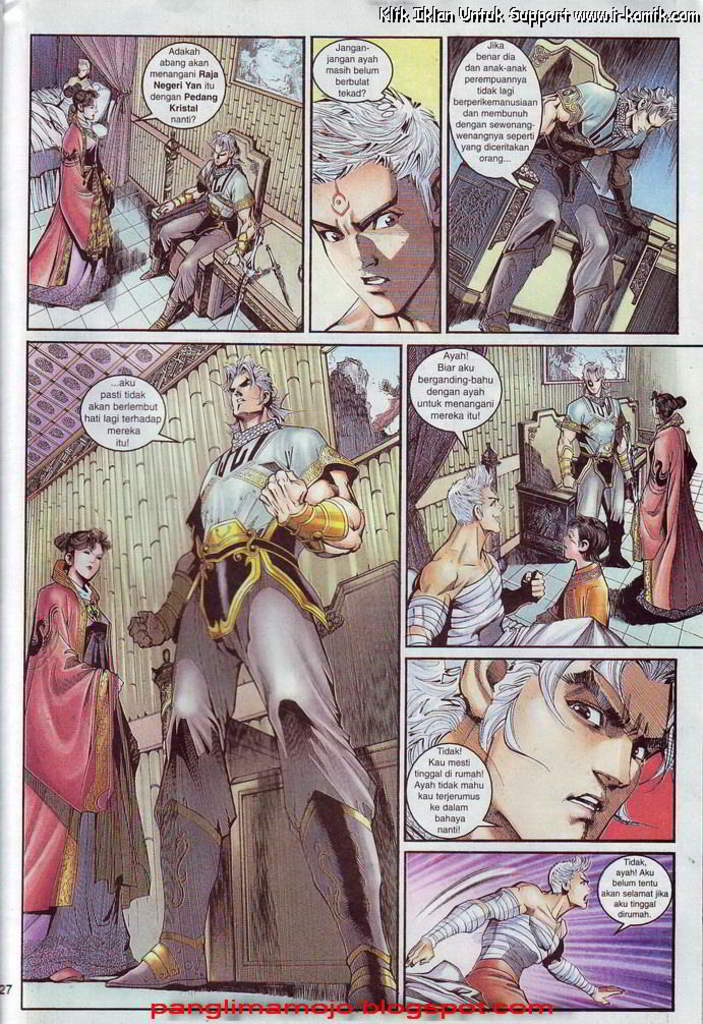 Klik Iklan Untuk Support www.ir-komik.com
Adakah
abang akan
menangani Raja
Negeri Yan itu
dengan Pedang
Kristal
nanti?
Jangan-
jangan ayah
masih belum
berbulat
tekad?
Jika
benar dia
dan anak-anak
perempuannya
tidak lagi
berperikemanusiaan
dan membunuh
dengan sewenang-
wenangnya seperti
yang diceritakan
orang...
...aku
pasti tidak
akan berlembut
hati lagi terhadap
mereka
itu!
Ayah!
Biar aku
berganding-bahu
dengan ayah
untuk menangani
mereka itu!
Tidak!
Kau mesti
tinggal di rumah!
Ayah tidak mahu
kau terjerumus
ke dalam
bahaya
nanti!
Tidak,
ayah! Aku
belum tentu
akan selamat jika
aku tinggal
dirumah.
27
panglimamojo.blogspot.com